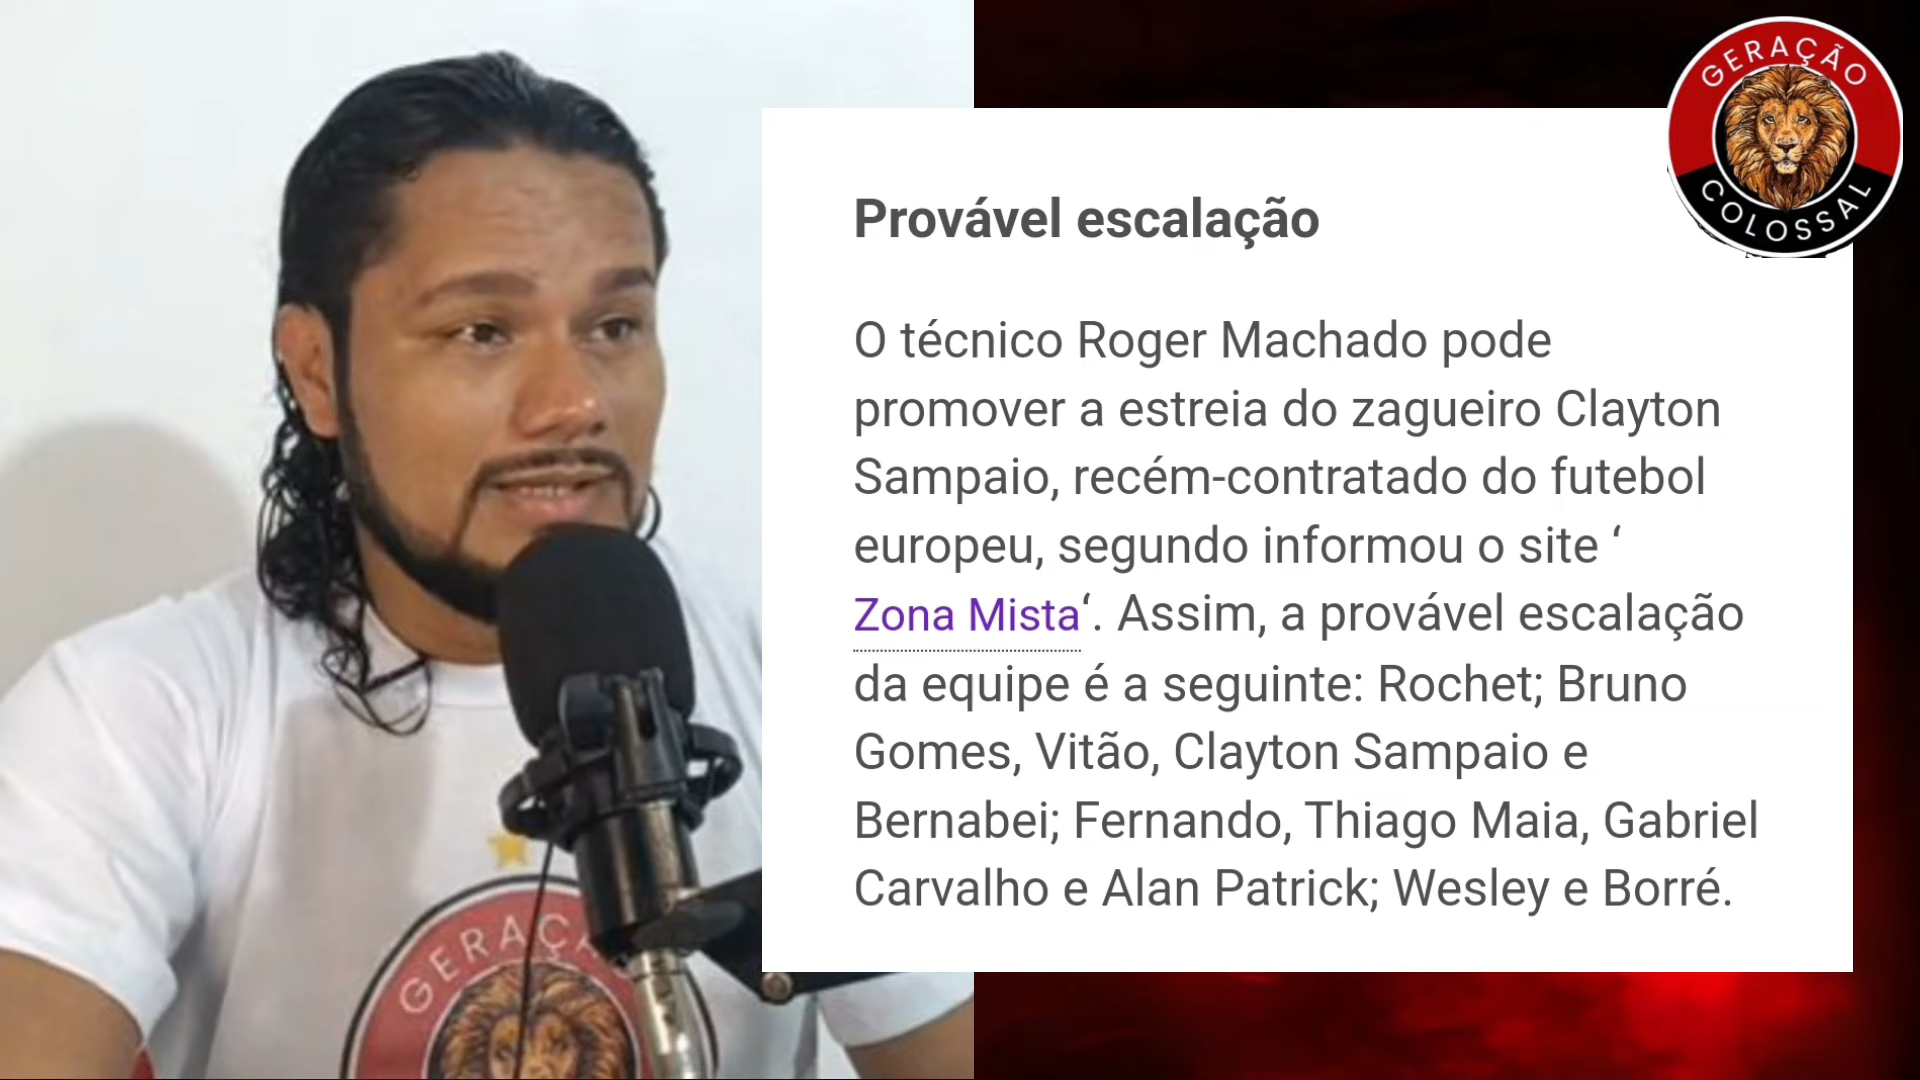 GERAÇÃO
COLOSSAL
Provável escalação
O técnico Roger Machado pode
promover a estreia do zagueiro Clayton
Sampaio, recém-contratado do futebol
europeu, segundo informou o site ‘
Zona Mista‘. Assim, a provável escalação
da equipe é a seguinte: Rochet; Bruno
Gomes, Vitão, Clayton Sampaio e
Bernabei; Fernando, Thiago Maia, Gabriel
Carvalho e Alan Patrick; Wesley e Borré.